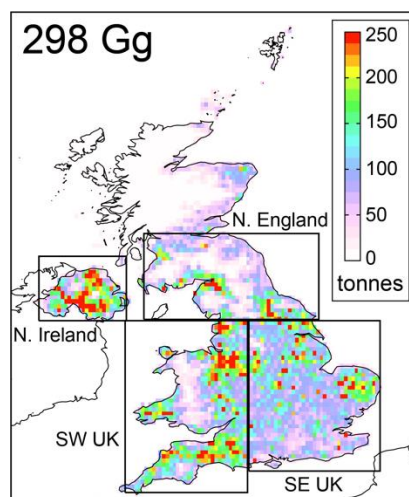 298 Gg
250
200
150
100
50
0
tonnes
N. England
N. Ireland
SW UK
SE UK